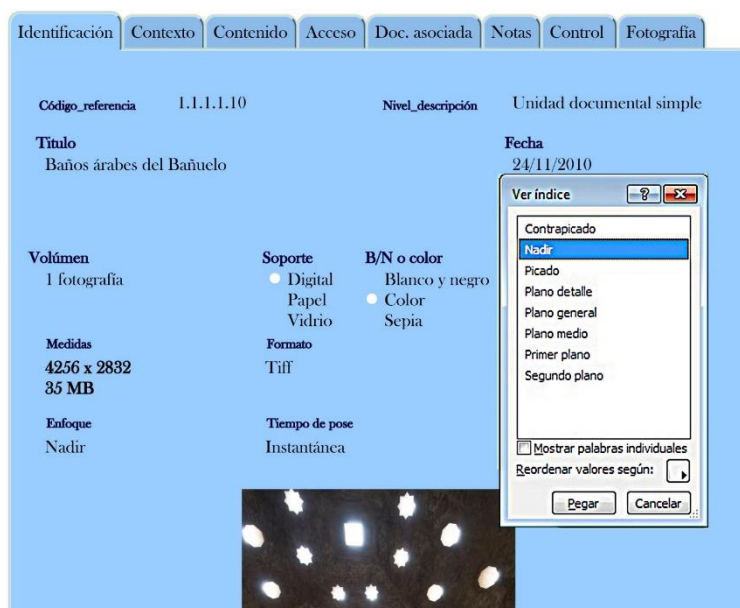 Identificación Contexto Contenido Acceso Doc. asociada Notas Control Fotografía
Código_referencia 1.1.1.1.10 Nivel_descripción Unidad documental simple
Titulo Fecha
Baños árabes del Bañuelo 24/11/2010
Volúmen Soporte B/N o color
1 fotografía Digital Blanco y negro
Papel Color
Vidrio Sepia
Medidas Formato
4256 x 2832 Tiff
35 MB
Enfoque Tiempo de pose
Nadir Instantánea
Ver índice
Contrapicado
Nadir
Picado
Plano detalle
Plano general
Plano medio
Primer plano
Segundo plano
Mostrar palabras individuales
Reordenar valores según:
Pegar Cancelar